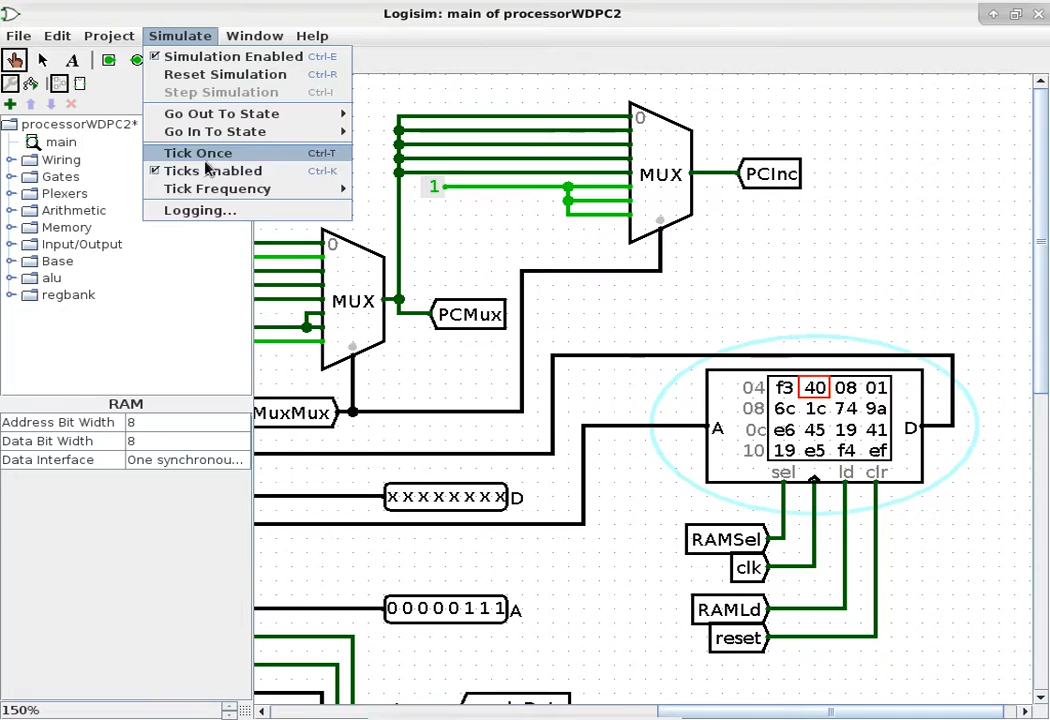 Logisim: main of processorWDPC2
File Edit Project Simulate Window Help
Simulation Enabled Ctrl-E
Reset Simulation Ctrl-R
Step Simulation Ctrl-I
Go Out To State
Go In To State
Tick Once Ctrl-T
Ticks Enabled Ctrl-K
Tick Frequency
Logging...
processorWDPC2*
main
Wiring
Gates
Plexers
Arithmetic
Memory
Input/Output
Base
alu
regbank
RAM
Address Bit Width 8
Data Bit Width 8
Data Interface One synchronou...
150%
0
MUX
PCInc
1
0
MUX
PCMux
MuxMux
04 f3 40 08 01
08 6c 1c 74 9a
0c e6 45 19 41
10 19 e5 f4 ef
A
D
sel ld clr
xxxxxxxx D
RAMSel
clk
00000111 A
RAMLd
reset